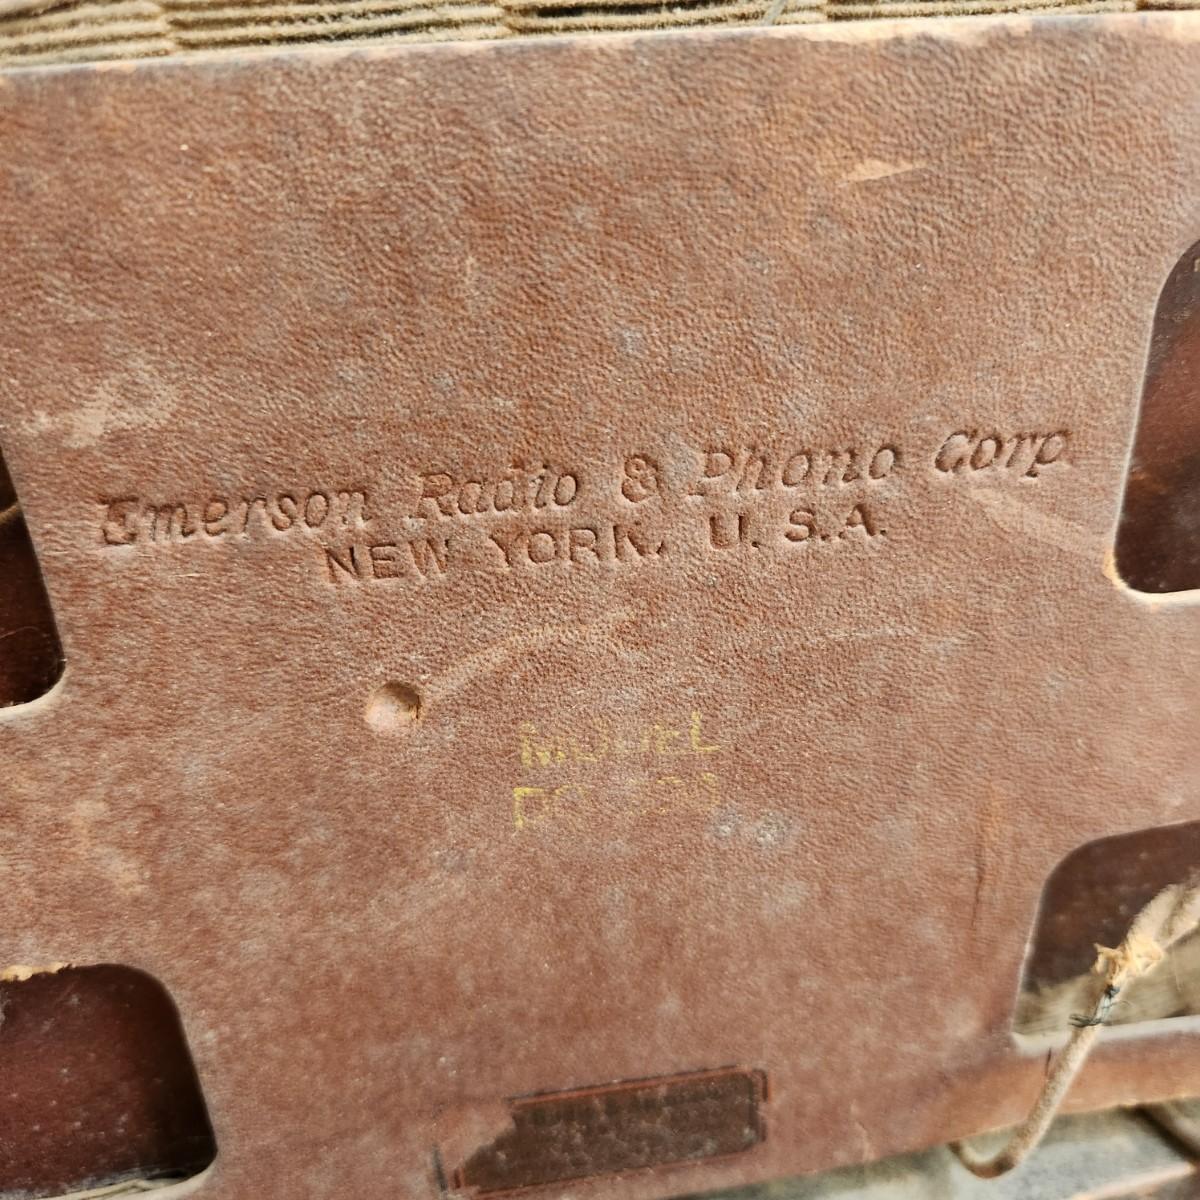 Emerson Radio & Phono Corp.
NEW YORK, U. S. A.
MODEL